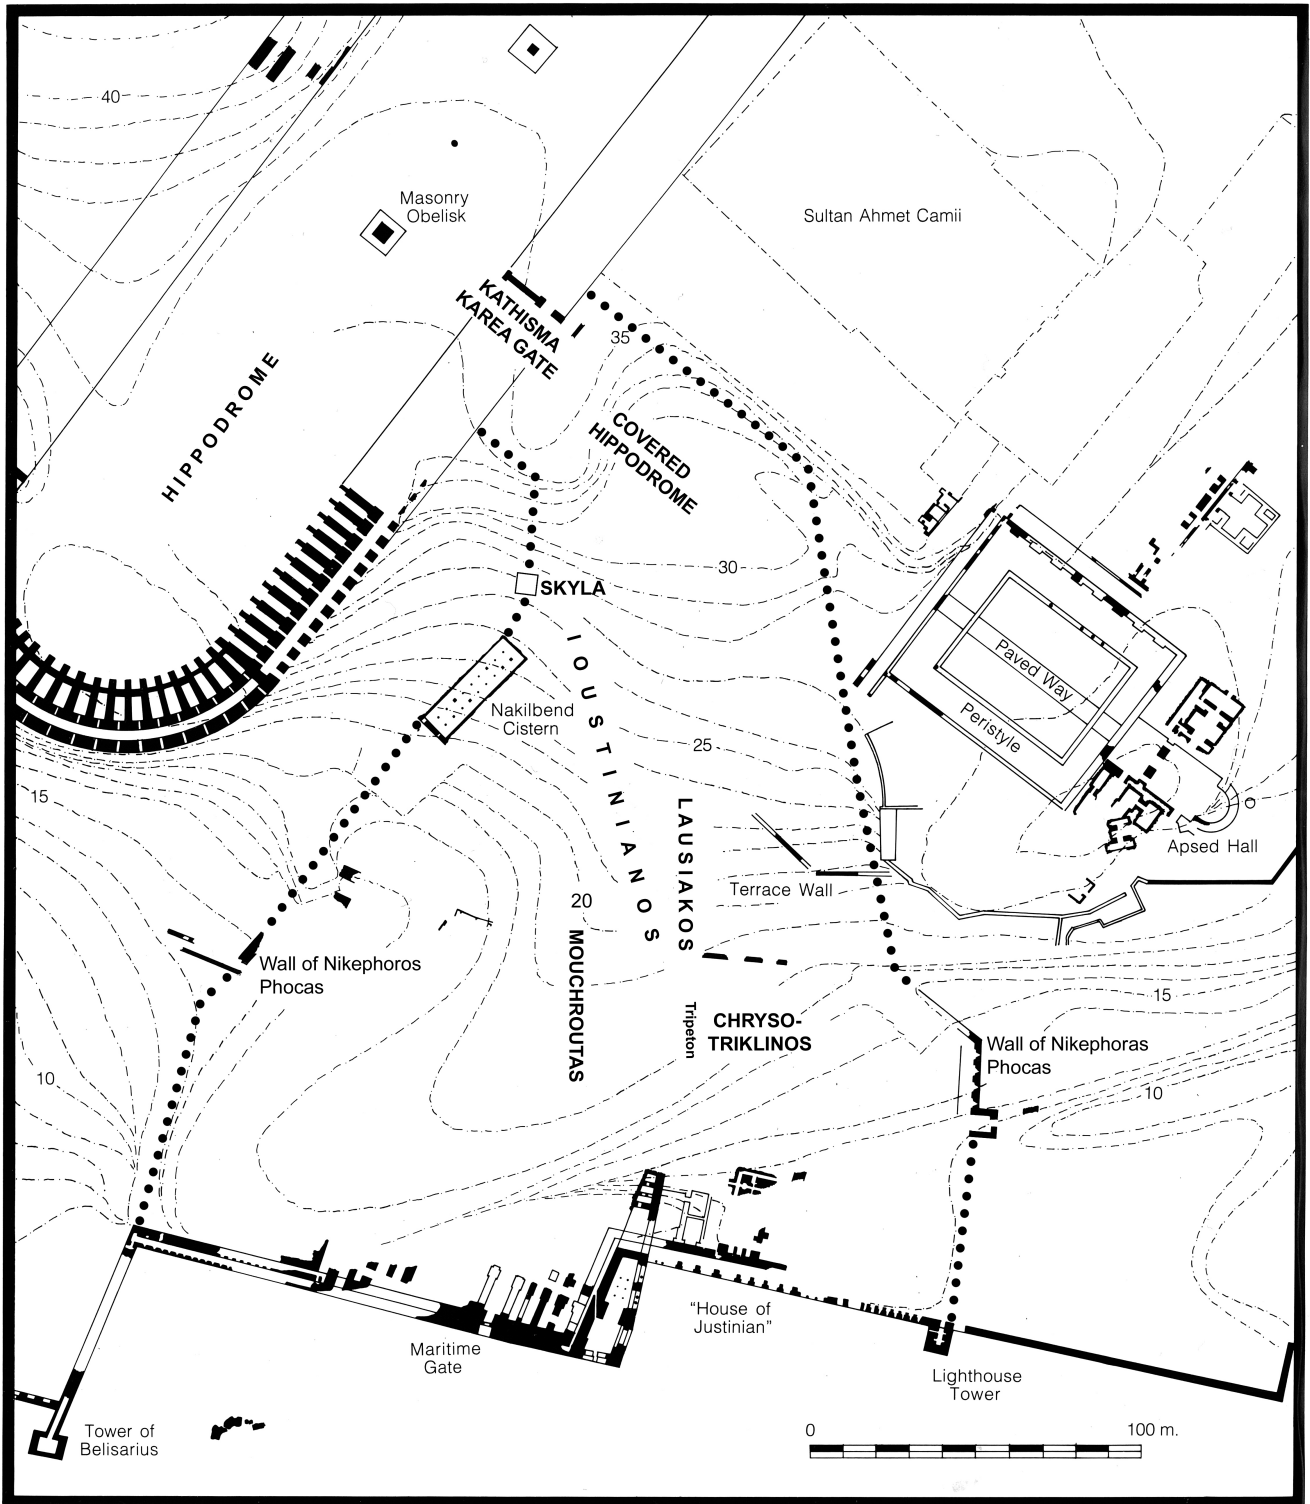 40
Masonry
Obelisk
Sultan Ahmet Camii
KATHISMA
KAREA GATE
35
HIPPODROME
COVERED
HIPPODROME
30
SKYLA
IOUSTINIANOS
Paved Way
Peristyle
Nakilbend
Cistern
25
15
LAUSIAKOS
Apsed Hall
Terrace Wall
20
MOUCHROUTAS
Wall of Nikephoros
Phocas
15
Tripeton
CHRYSO-
TRIKLINOS
Wall of Nikephoras
Phocas
10
10
"House of
Justinian"
Maritime
Gate
Lighthouse
Tower
Tower of
Belisarius
0
100 m.